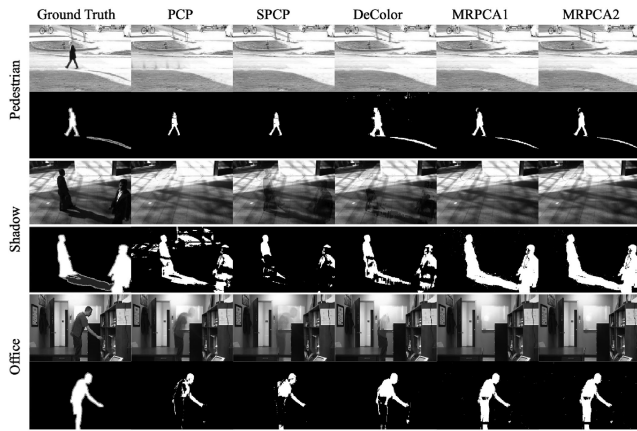 Ground Truth PCP SPCP DeColor MRPCA1 MRPCA2
Pedestrian
Shadow
Office